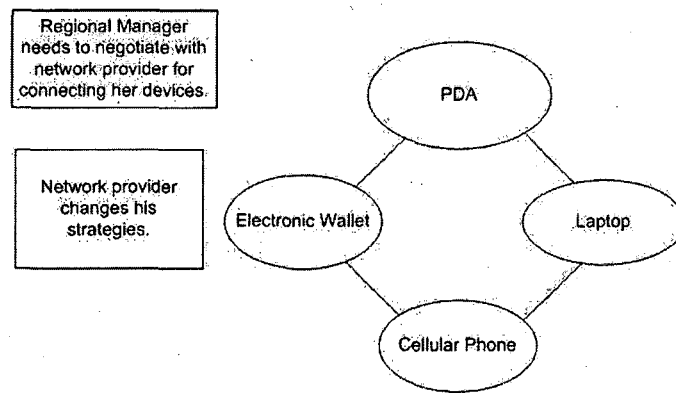 Regional Manager
needs to negotiate with
network provider for
connecting her devices.
Network provider
changes his
strategies.
PDA
Electronic Wallet
Laptop
Cellular Phone